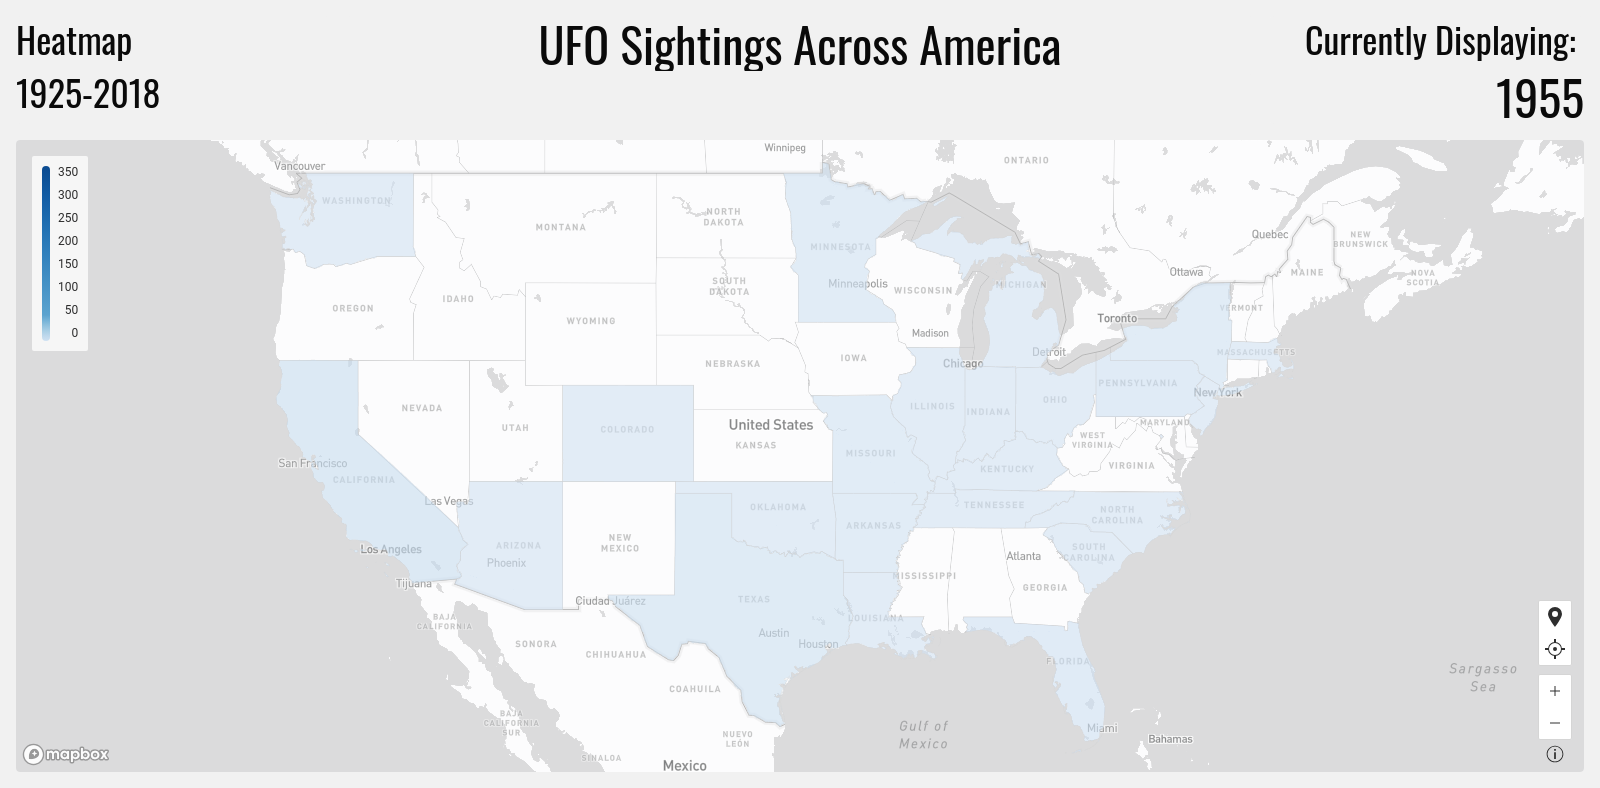 Heatmap
1925-2018
UFO Sightings Across America
Currently Displaying:
1955
350
300
250
200
150
100
50
0
Vancouver
Winnipeg
ONTARIO
WASHINGTON
MONTANA
NORTH
DAKOTA
MINNESOTA
Quebec
NEW
BRUNSWICK
MAINE
NOVA
SCOTIA
Ottawa
OREGON
IDAHO
SOUTH
DAKOTA
Minneapolis
WISCONSIN
MICHIGAN
VERMONT
WYOMING
Toronto
Madison
Detroit
MASSACHUSETTS
NEBRASKA
IOWA
Chicago
PENNSYLVANIA
New York
NEVADA
UTAH
COLORADO
United States
KANSAS
ILLINOIS
INDIANA
OHIO
MARYLAND
WEST
VIRGINIA
VIRGINIA
MISSOURI
KENTUCKY
San Francisco
CALIFORNIA
Las Vegas
OKLAHOMA
TENNESSEE
NORTH
CAROLINA
ARKANSAS
Los Angeles
ARIZONA
Phoenix
NEW
MEXICO
Atlanta
SOUTH
CAROLINA
Tijuana
MISSISSIPPI
GEORGIA
Ciudad Juárez
TEXAS
BAJA
CALIFORNIA
LOUISIANA
Austin
Houston
SONORA
CHIHUAHUA
FLORIDA
Sargasso
Sea
COAHUILA
BAJA
CALIFORNIA
SUR
Gulf of
Mexico
Miami
Bahamas
NUEVO
LEÓN
SINALOA
Mexico
mapbox